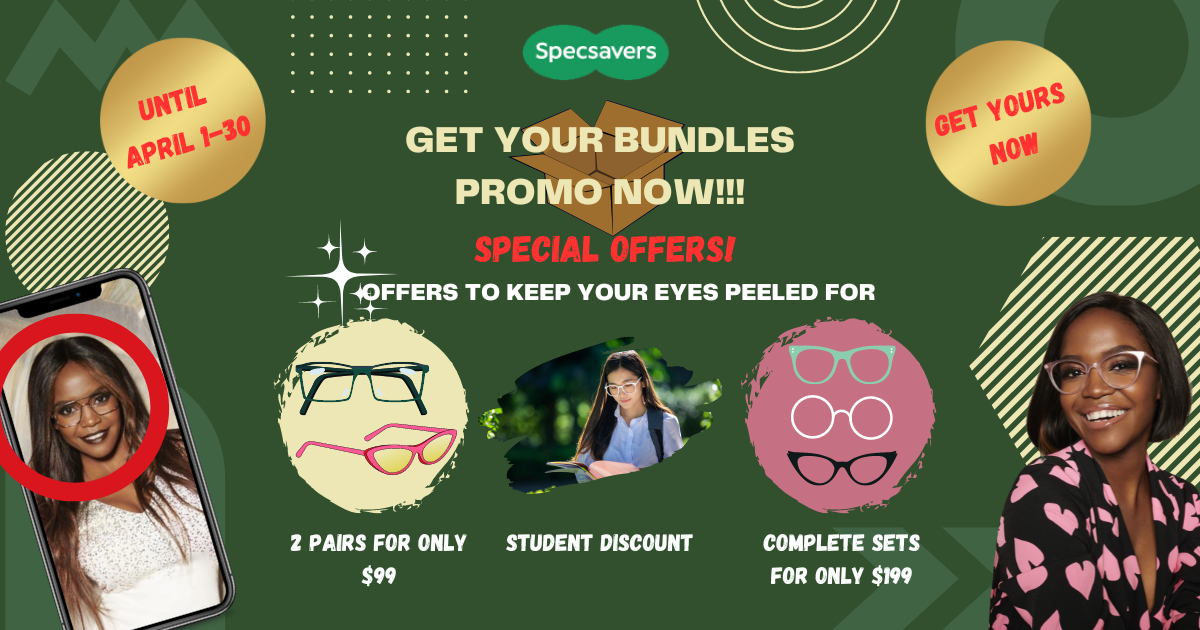 Specsavers
UNTIL
APRIL 1-30
GET YOURS
NOW
GET YOUR BUNDLES
PROMO NOW!!!
SPECIAL OFFERS!
OFFERS TO KEEP YOUR EYES PEELED FOR
2 PAIRS FOR ONLY
$99
STUDENT DISCOUNT
COMPLETE SETS
FOR ONLY $199